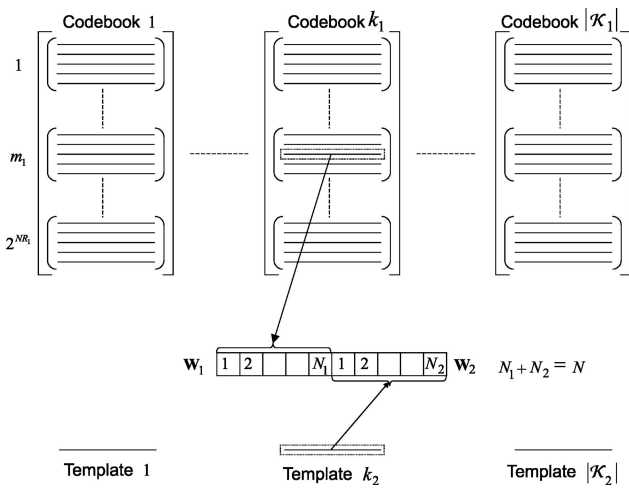 Codebook 1
Codebook k₁
Codebook |𝒦₁|
1
m₁
2^{NR₁}
W₁ 1 2 N₁ 1 2 N₂ W₂
N₁+N₂ = N
Template 1
Template k₂
Template |𝒦₂|